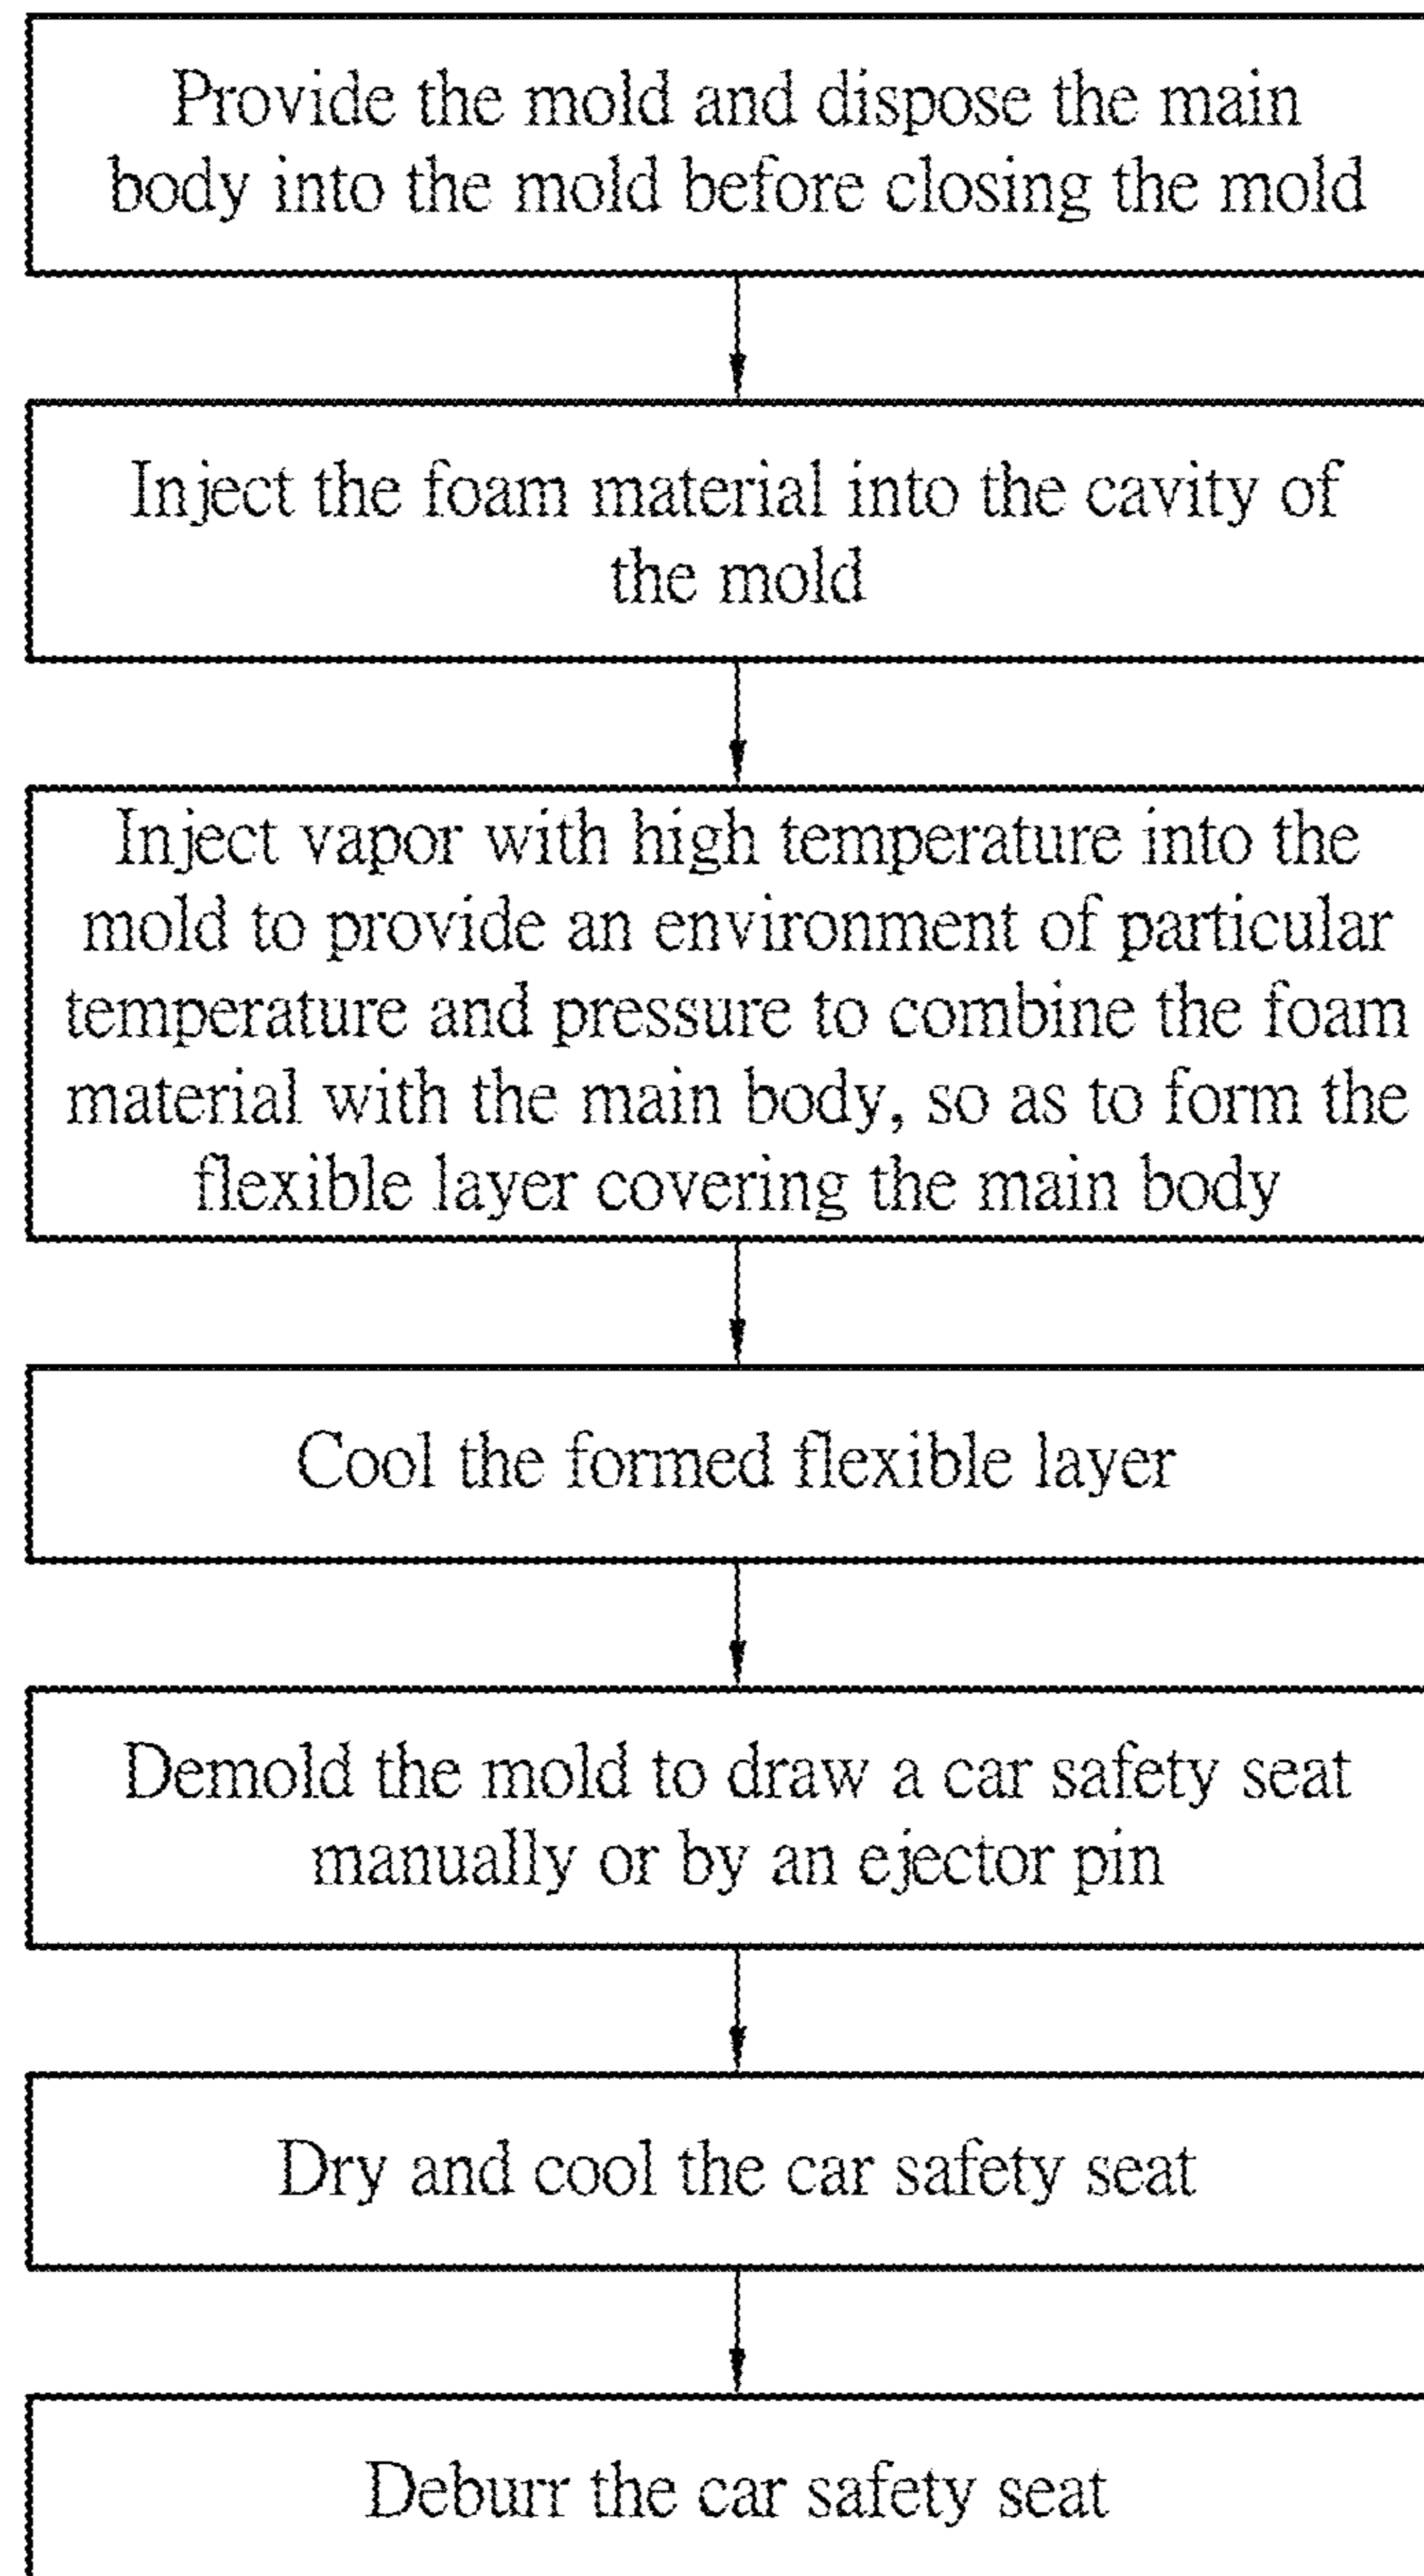 Provide the mold and dispose the main
body into the mold before closing the mold
Inject the foam material into the cavity of
the mold
Inject vapor with high temperature into the
mold to provide an environment of particular
temperature and pressure to combine the foam
material with the main body, so as to form the
flexible layer covering the main body
Cool the formed flexible layer
Demold the mold to draw a car safety seat
manually or by an ejector pin
Dry and cool the car safety seat
Deburr the car safety seat